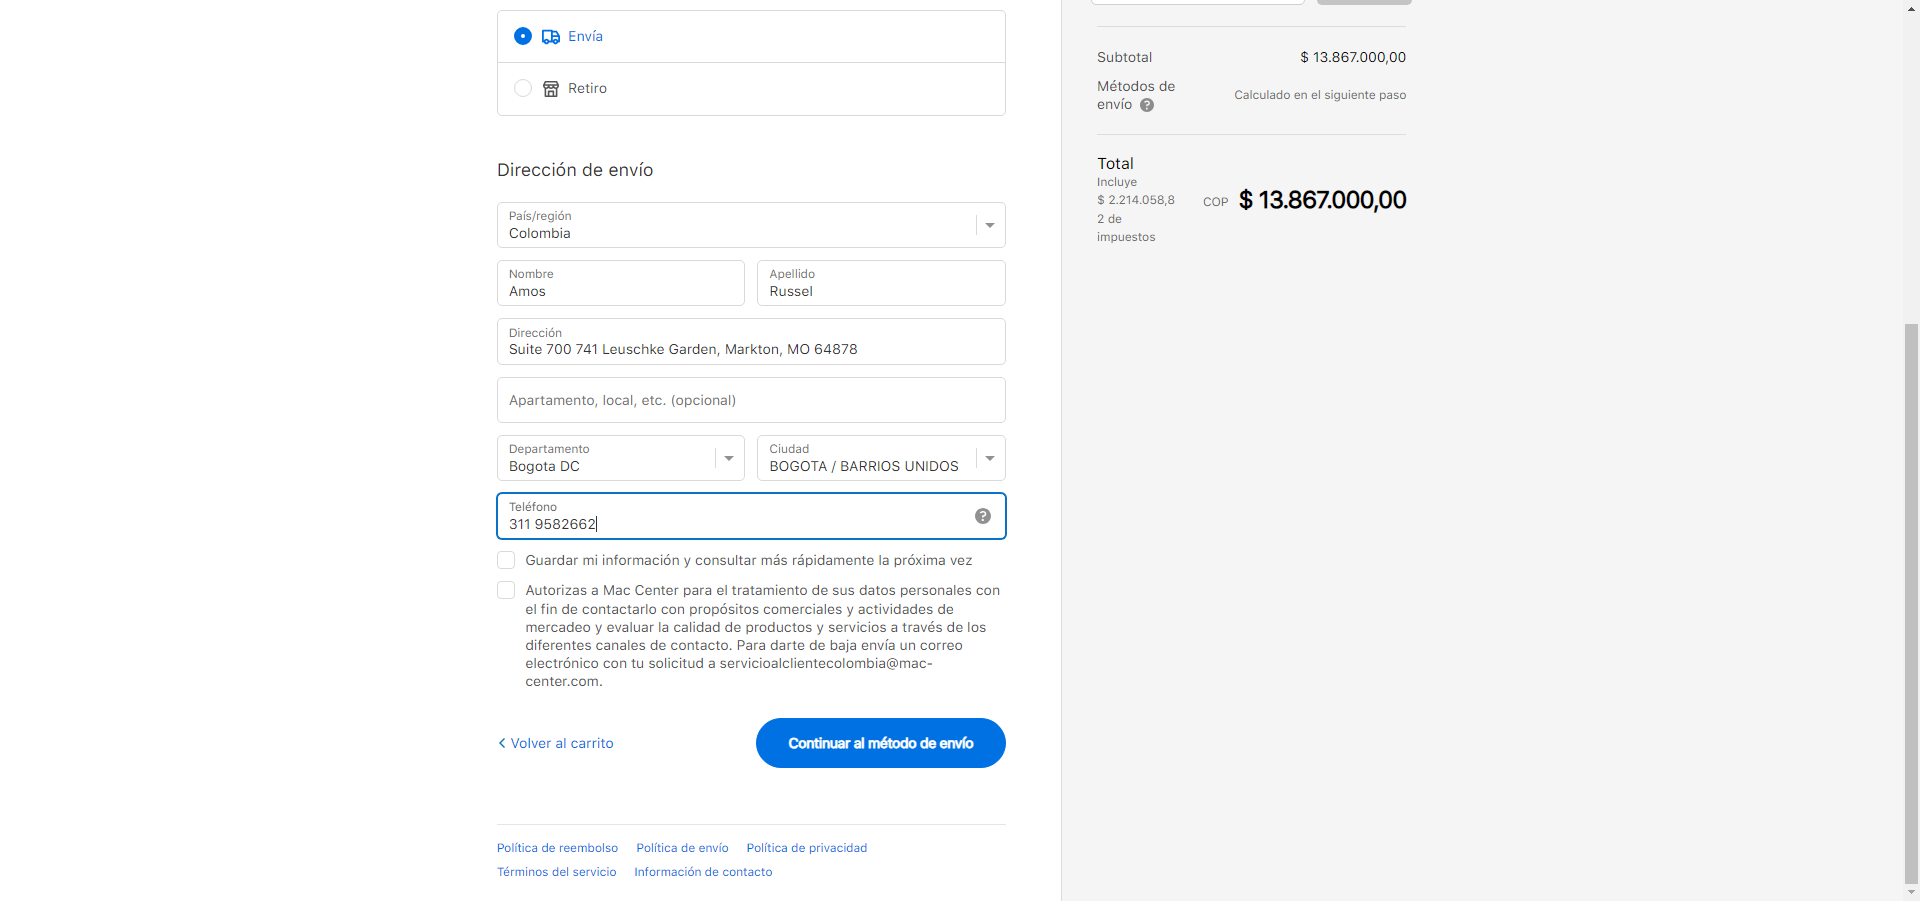 Envía
Retiro
Dirección de envío
País/región
Colombia
Nombre
Amos
Apellido
Russel
Dirección
Suite 700 741 Leuschke Garden, Markton, MO 64878
Apartamento, local, etc. (opcional)
Departamento
Bogota DC
Ciudad
BOGOTA / BARRIOS UNIDOS
Teléfono
311 9582662
Guardar mi información y consultar más rápidamente la próxima vez
Autorizas a Mac Center para el tratamiento de sus datos personales con
el fin de contactarlo con propósitos comerciales y actividades de
mercadeo y evaluar la calidad de productos y servicios a través de los
diferentes canales de contacto. Para darte de baja envía un correo
electrónico con tu solicitud a servicioalclientecolombia@mac-
center.com.
Volver al carrito
Continuar al método de envío
Política de reembolso Política de envío Política de privacidad
Términos del servicio Información de contacto
Subtotal $ 13.867.000,00
Métodos de
envío
Calculado en el siguiente paso
Total
Incluye
$ 2.214.058,8
2 de
impuestos
COP $ 13.867.000,00